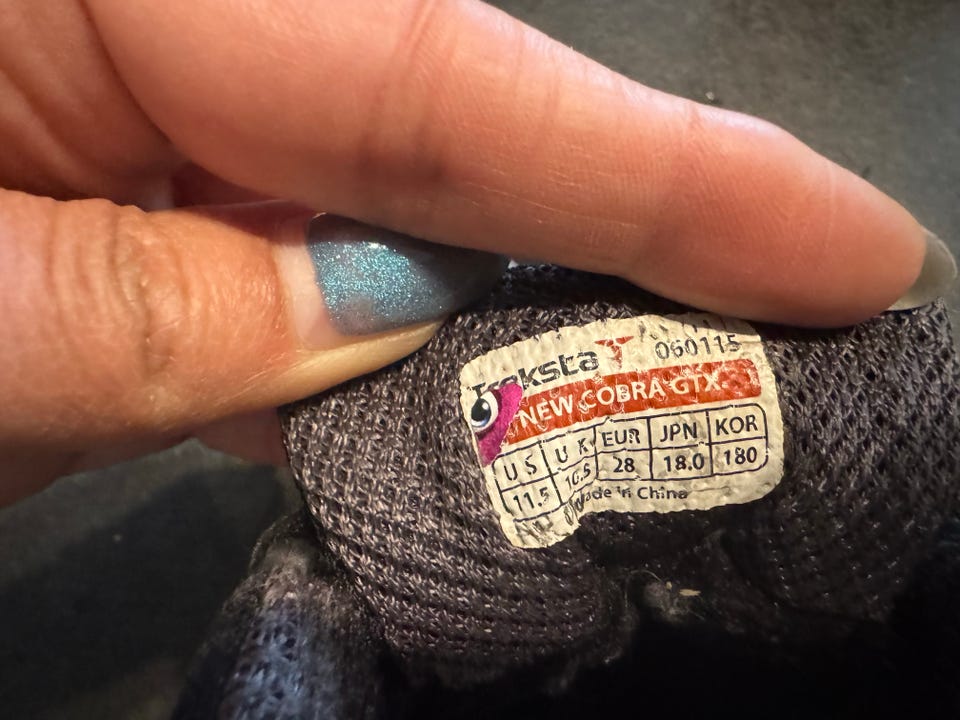 Treksta 060115
NEW COBRA GTX
US UK EUR JPN KOR
11.5 10.5 28 18.0 180
Made in China